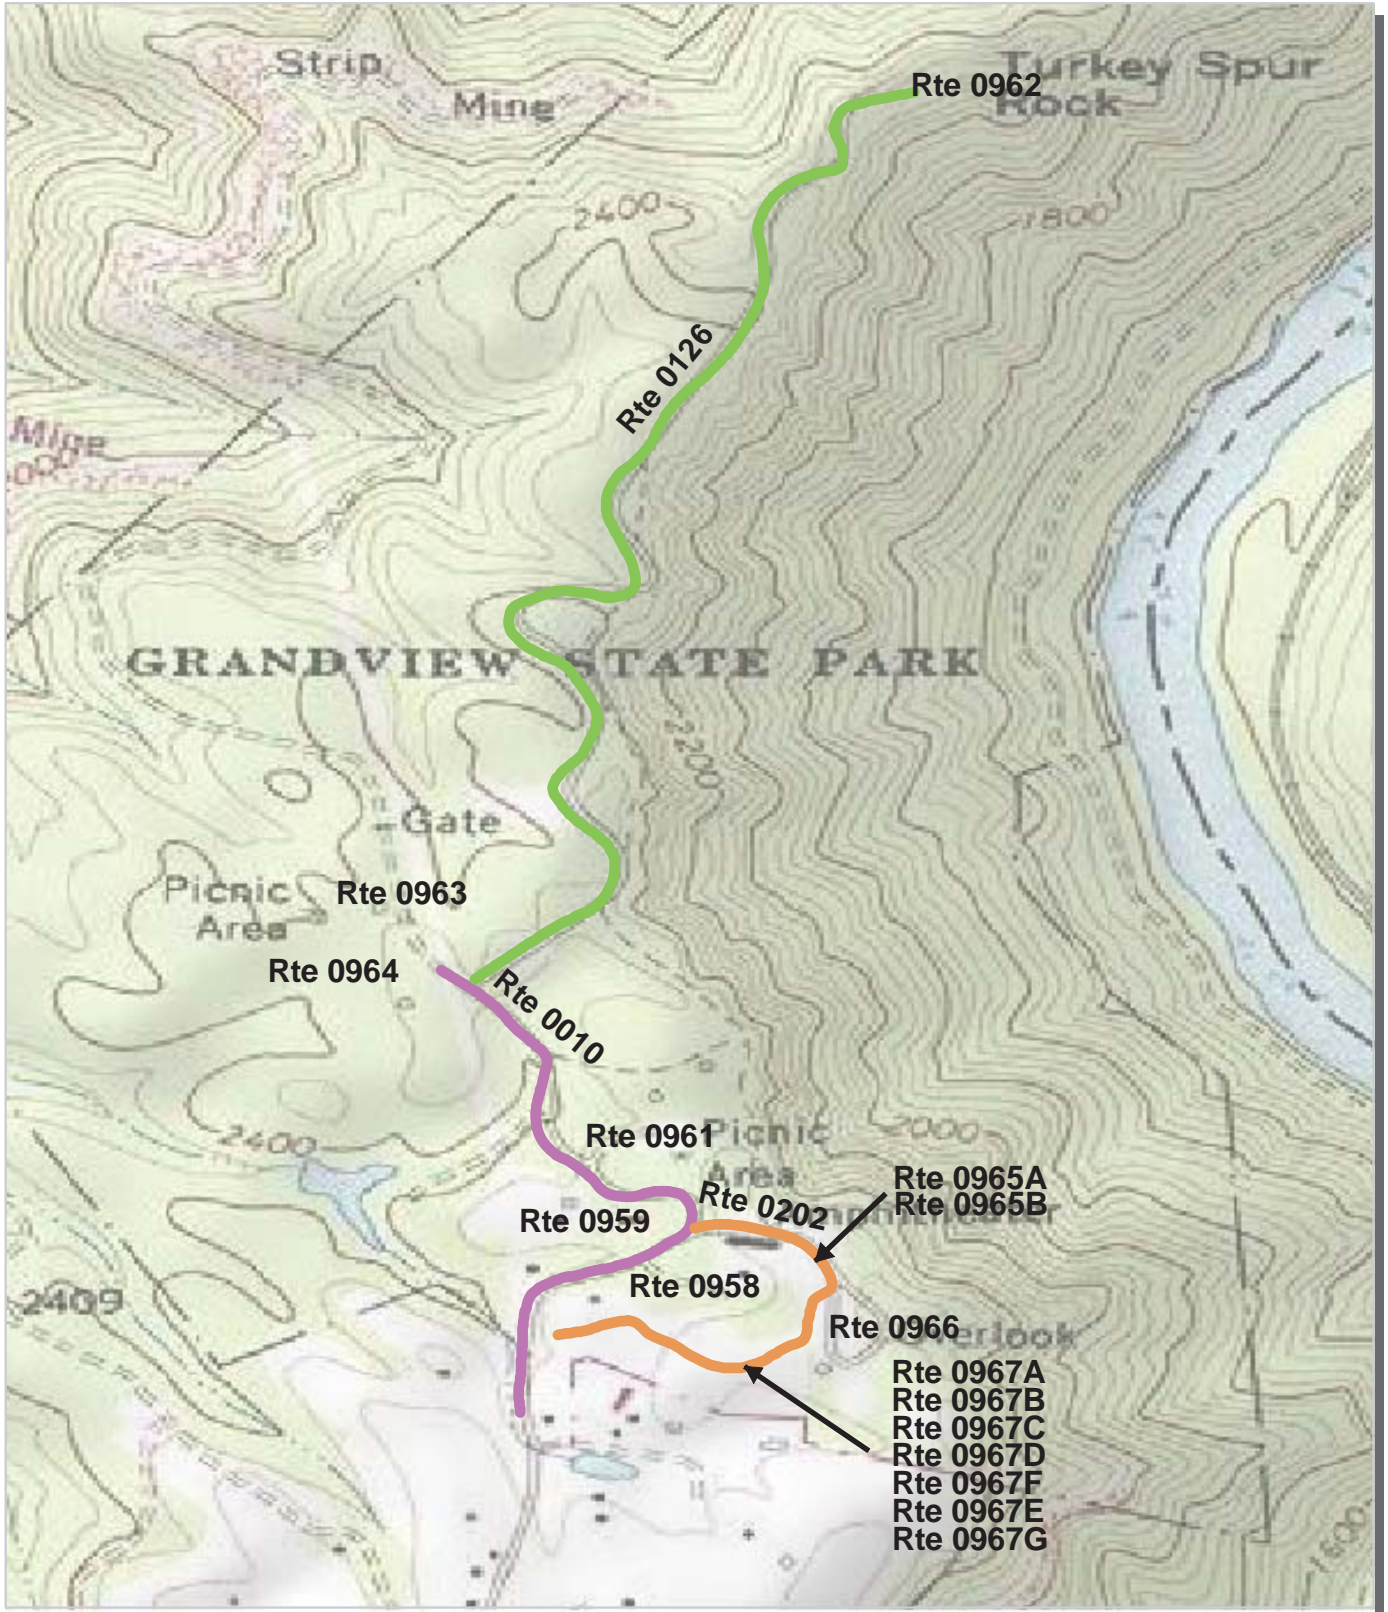 Strip
Mine
Turkey Spur
Rock
Rte 0962
2400
1800
Rte 0126
Mine
GRANDVIEW STATE PARK
2200
Gate
Picnic
Area
Rte 0963
Rte 0964
Rte 0010
2400
Rte 0961
Picnic
Area
2000
Rte 0965A
Rte 0965B
Rte 0202
Rte 0959
2409
Rte 0958
Rte 0966
Overlook
Rte 0967A
Rte 0967B
Rte 0967C
Rte 0967D
Rte 0967F
Rte 0967E
Rte 0967G
1600